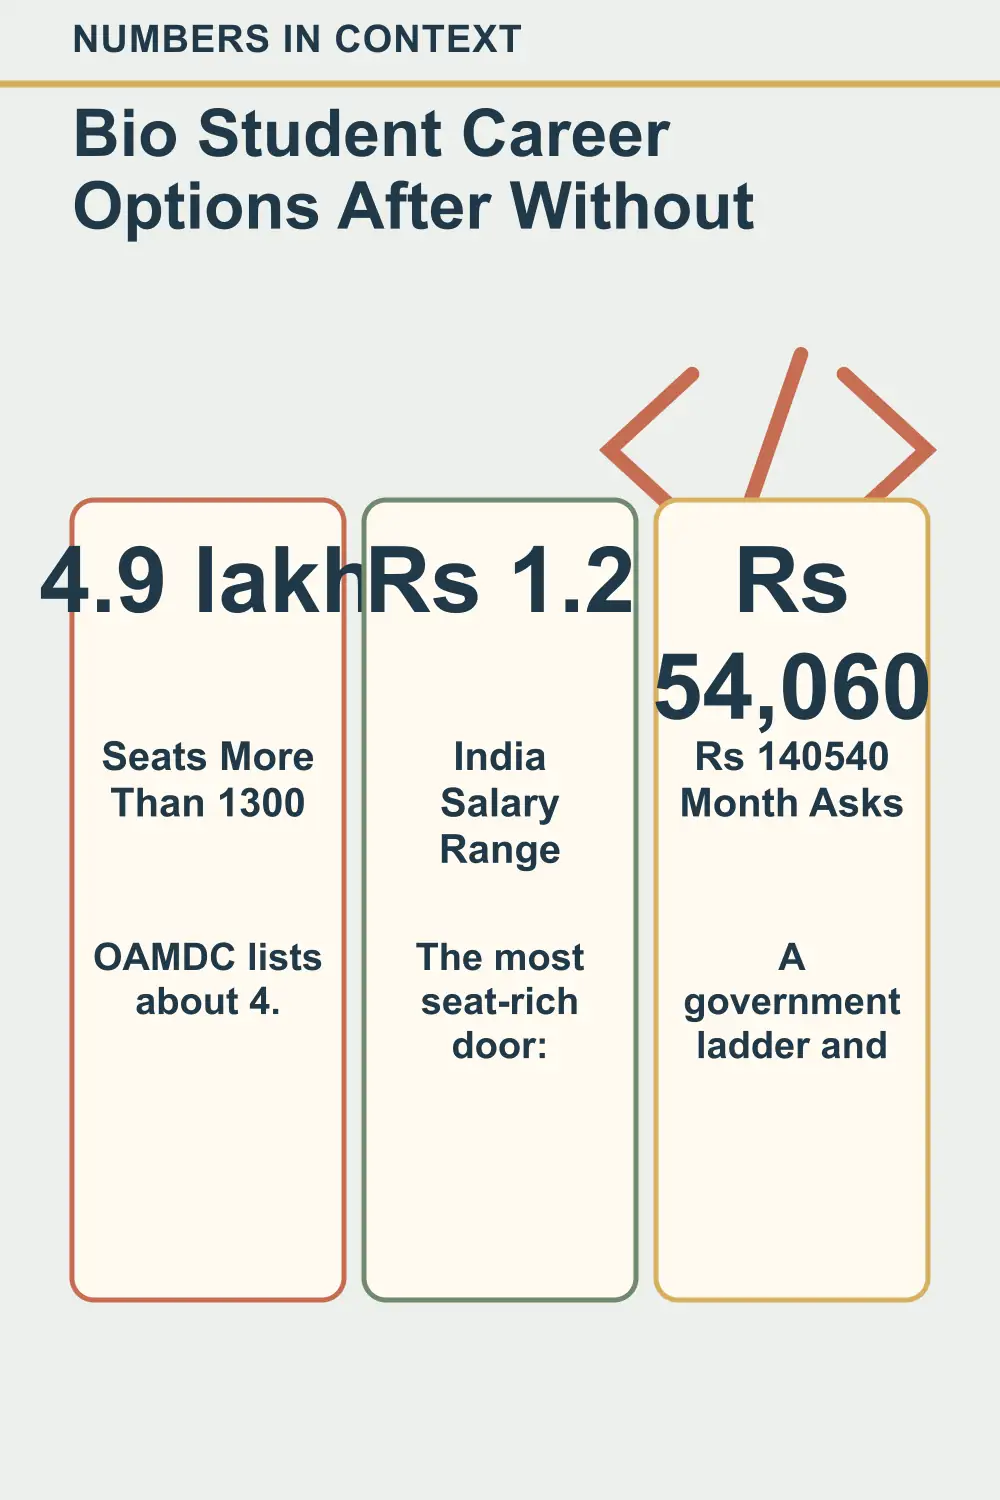 NUMBERS IN CONTEXT
Bio Student Career
Options After Without
4.9 lakh
Seats More
Than 1300
OAMDC lists
about 4.
Rs 1.2
India
Salary
Range
The most
seat-rich
door:
Rs
54,060
Rs 140540
Month Asks
A
government
ladder and